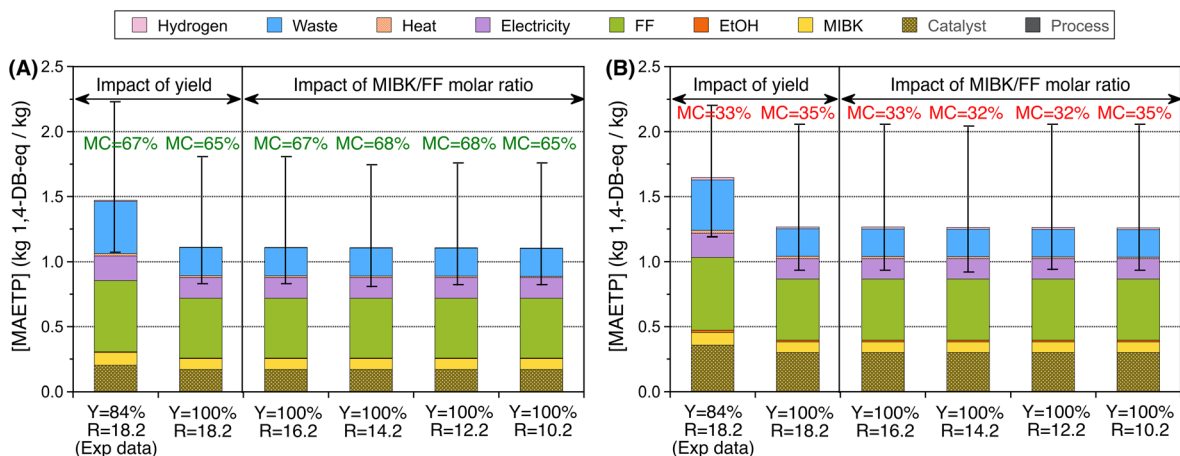 Hydrogen Waste Heat Electricity FF EtOH MIBK Catalyst Process
(A)
[MAETP] (kg 1,4-DB-eq / kg)
2.5
2.0
1.5
1.0
0.5
0.0
Impact of yield Impact of MIBK/FF molar ratio
MC=67% MC=65% MC=67% MC=68% MC=68% MC=65%
Y=84% Y=100% Y=100% Y=100% Y=100% Y=100%
R=18.2 R=18.2 R=16.2 R=14.2 R=12.2 R=10.2
(Exp data)
(B)
[MAETP] (kg 1,4-DB-eq / kg)
2.5
2.0
1.5
1.0
0.5
0.0
Impact of yield Impact of MIBK/FF molar ratio
MC=33% MC=35% MC=33% MC=32% MC=32% MC=35%
Y=84% Y=100% Y=100% Y=100% Y=100% Y=100%
R=18.2 R=18.2 R=16.2 R=14.2 R=12.2 R=10.2
(Exp data)